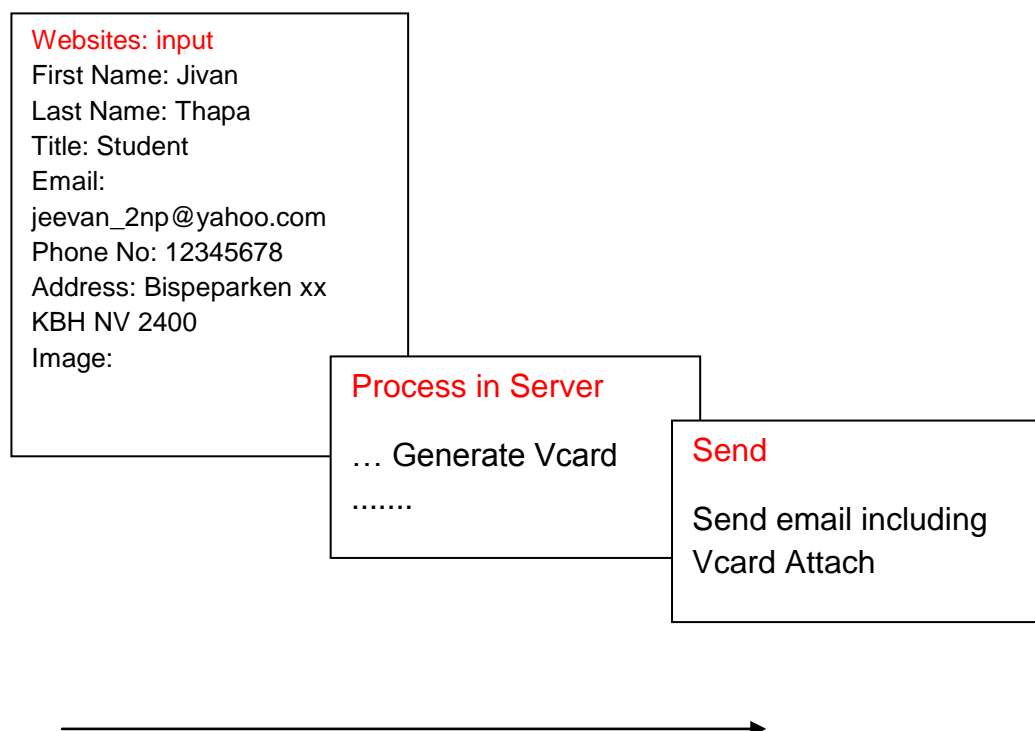 Websites: input
First Name: Jivan
Last Name: Thapa
Title: Student
Email:
jeevan_2np@yahoo.com
Phone No: 12345678
Address: Bispeparken xx
KBH NV 2400
Image:
Process in Server
… Generate Vcard
…….
Send
Send email including
Vcard Attach